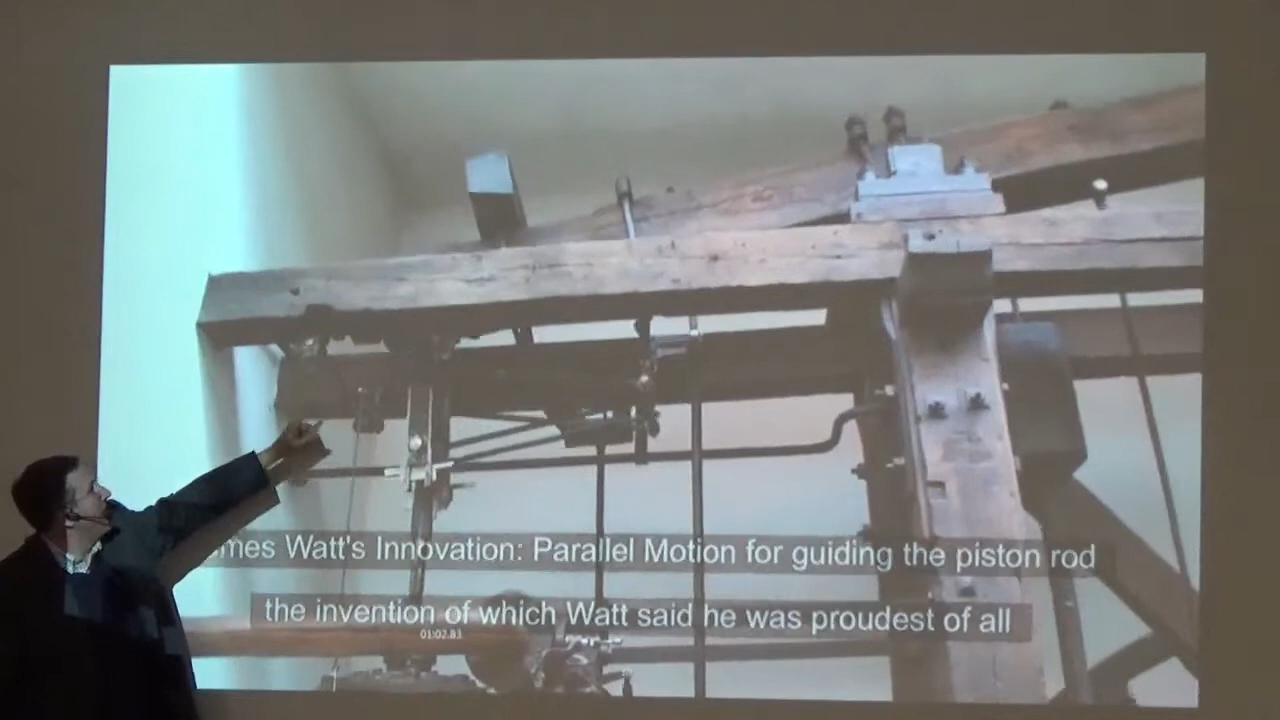 mes Watt's Innovation: Parallel Motion for guiding the piston rod
the invention of which Watt said he was proudest of all
01:02.83